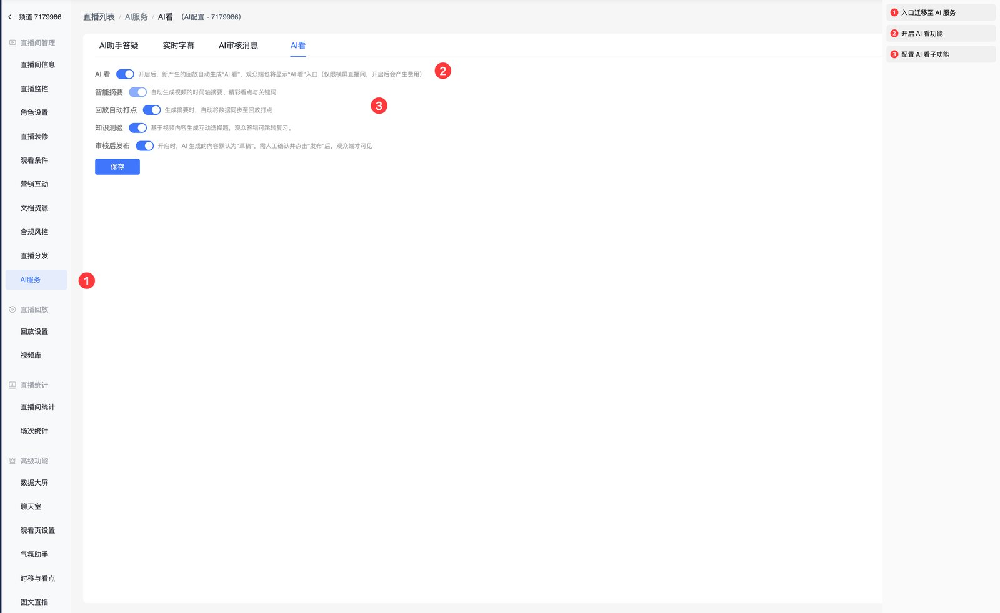 频道 7179986
直播间管理
直播间信息
直播监控
角色设置
直播装修
观看条件
营销互动
文档资源
合规风控
直播分发
AI服务
1
直播回放
回放设置
视频库
直播统计
直播间统计
场次统计
高级功能
数据大屏
聊天室
观看页设置
气氛助手
时移与看点
图文直播
直播列表 / AI服务 / AI看 (AI配置 - 7179986)
AI助手答疑 实时字幕 AI审核消息 AI看
AI 看 开启后，新产生的回放自动生成“AI 看”，观众端也将显示“AI 看”入口（仅限横屏直播间，开启后会产生费用）
2
智能摘要 自动生成视频的时间轴摘要、精彩看点与关键词
回放自动打点 生成摘要时，自动将数据同步至回放打点
3
知识测验 基于视频内容生成互动选择题，观众答错可跳转复习。
审核后发布 开启时，AI 生成的内容默认为“草稿”，需人工确认并点击“发布”后，观众端才可见
保存
1 入口迁移至 AI 服务
2 开启 AI 看功能
3 配置 AI 看子功能